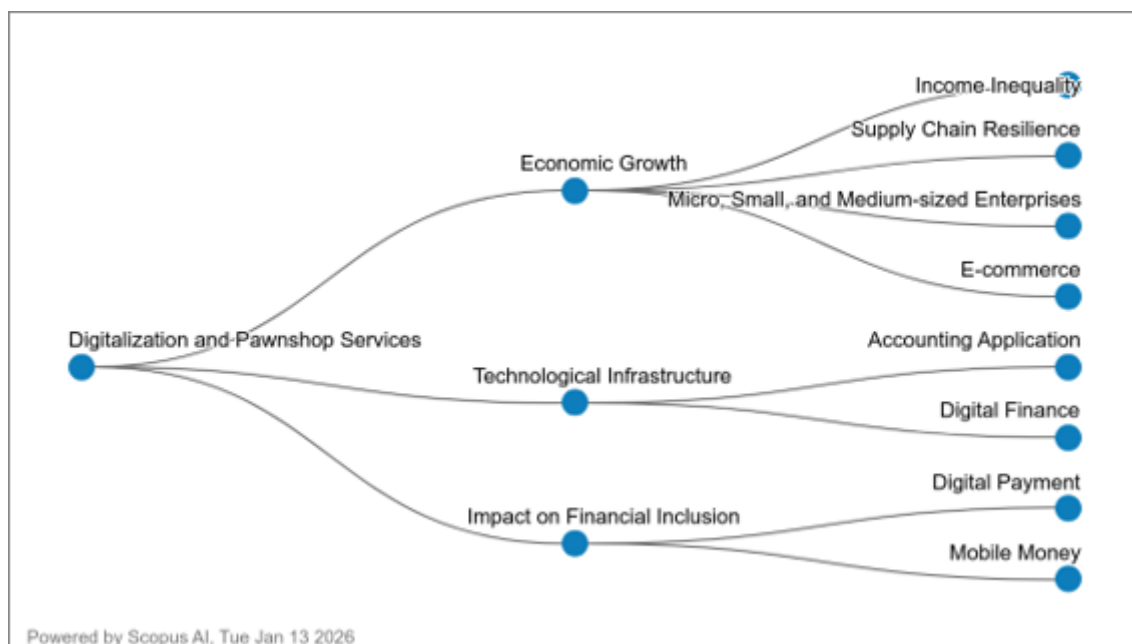 Income Inequality
Supply Chain Resilience
Economic Growth
Micro, Small, and Medium-sized Enterprises
E-commerce
Digitalization and Pawnshop Services
Accounting Application
Technological Infrastructure
Digital Finance
Digital Payment
Impact on Financial Inclusion
Mobile Money
Powered by Scopus AI, Tue Jan 13 2026